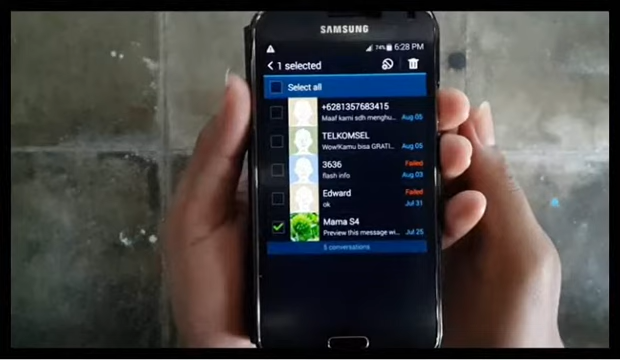 SAMSUNG
74% 6:28 PM
1 selected
Select all
+6281357683415
Maaf kami sdh menghu... Aug 05
TELKOMSEL
Wow!Kamu bisa GRATI... Aug 05
3636 Failed
flash info Aug 03
Edward Failed
ok Jul 31
Mama S4
Preview this message wi... Jul 25
5 conversations